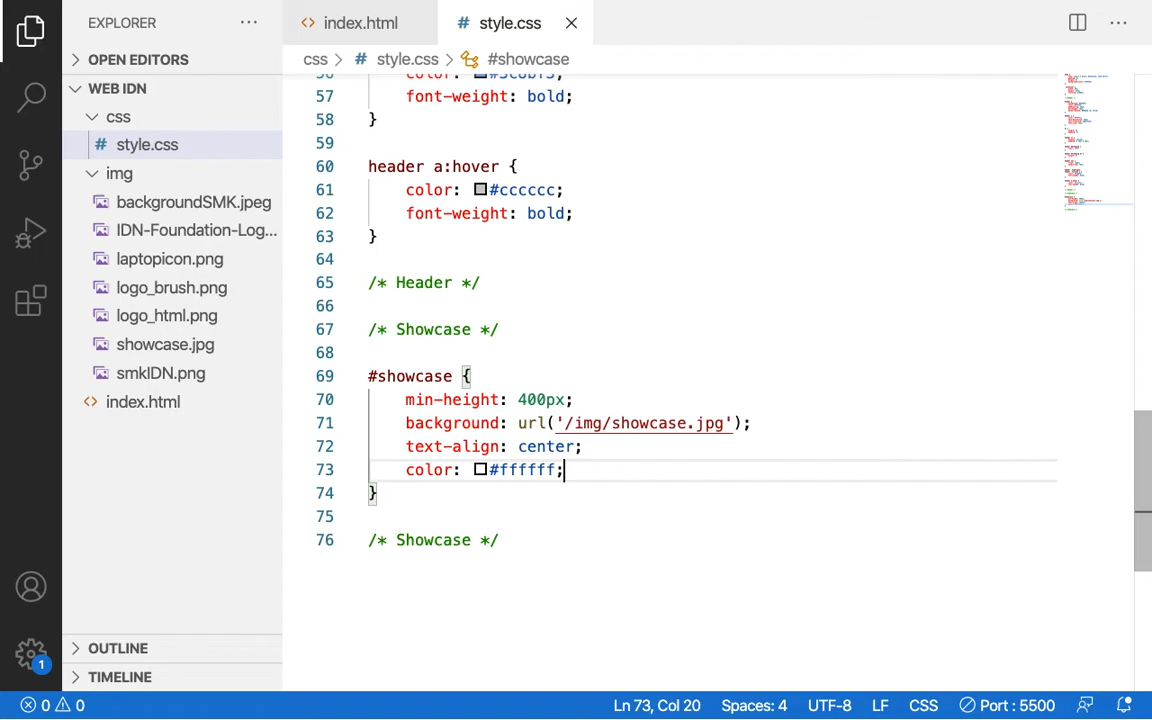 EXPLORER
index.html
# style.css
OPEN EDITORS
css > # style.css > #showcase
WEB IDN
css
# style.css
img
backgroundSMK.jpeg
IDN-Foundation-Log...
laptopicon.png
logo_brush.png
logo_html.png
showcase.jpg
smkIDN.png
index.html
OUTLINE
TIMELINE
57 font-weight: bold;
58 }
59
60 header a:hover {
61 color: #cccccc;
62 font-weight: bold;
63 }
64
65 /* Header */
66
67 /* Showcase */
68
69 #showcase {
70 min-height: 400px;
71 background: url('/img/showcase.jpg');
72 text-align: center;
73 color: #ffffff;
74 }
75
76 /* Showcase */
1
0 0 Ln 73, Col 20 Spaces: 4 UTF-8 LF CSS Port : 5500